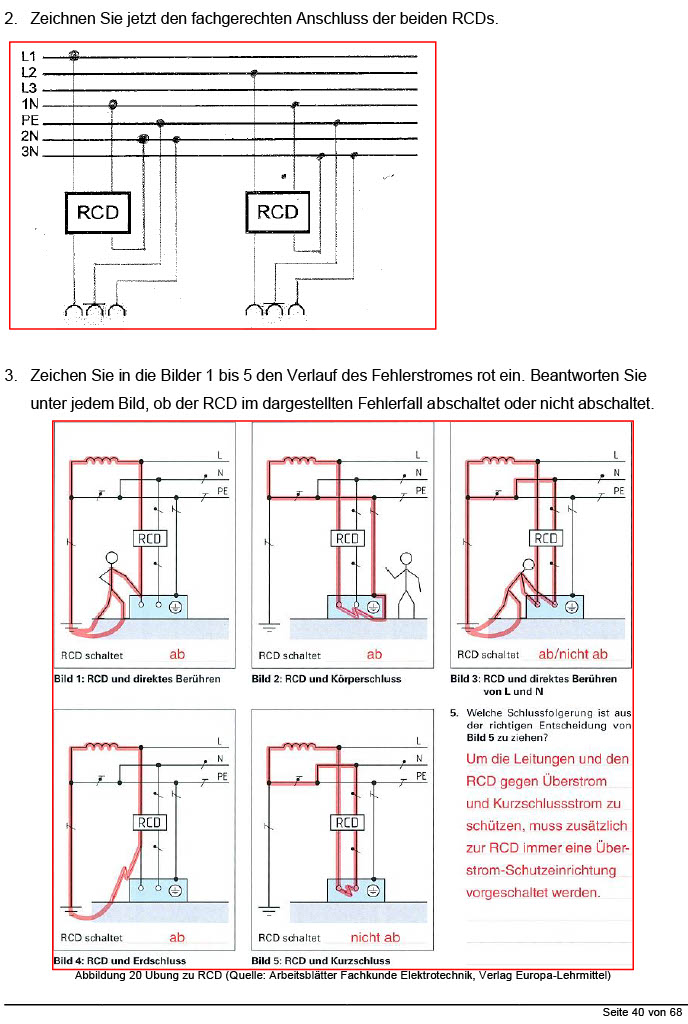 2. Zeichnen Sie jetzt den fachgerechten Anschluss der beiden RCDs.
L1
L2
L3
1N
PE
2N
3N
RCD RCD
3. Zeichen Sie in die Bilder 1 bis 5 den Verlauf des Fehlerstromes rot ein. Beantworten Sie
unter jedem Bild, ob der RCD im dargestellten Fehlerfall abschaltet oder nicht abschaltet.
L
N
PE
RCD
RCD schaltet ab
Bild 1: RCD und direktes Berühren
L
N
PE
RCD
RCD schaltet ab
Bild 2: RCD und Körperschluss
L
N
PE
RCD
RCD schaltet ab/nicht ab
Bild 3: RCD und direktes Berühren
von L und N
L
N
PE
RCD
RCD schaltet ab
Bild 4: RCD und Erdschluss
L
N
PE
RCD
RCD schaltet nicht ab
Bild 5: RCD und Kurzschluss
5. Welche Schlussfolgerung ist aus
der richtigen Entscheidung von
Bild 5 zu ziehen?
Um die Leitungen und den
RCD gegen Überstrom
und Kurzschlussstrom zu
schützen, muss zusätzlich
zur RCD immer eine Über-
strom-Schutzeinrichtung
vorgeschaltet werden.
Abbildung 20 Übung zu RCD (Quelle: Arbeitsblätter Fachkunde Elektrotechnik, Verlag Europa-Lehrmittel)
Seite 40 von 68